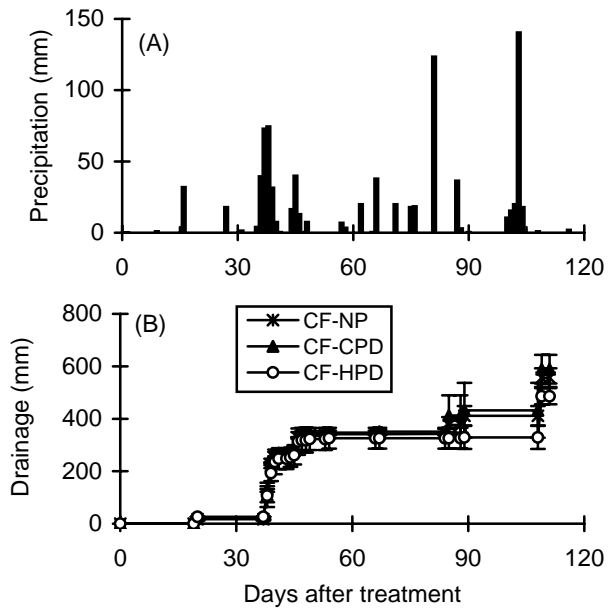 (A)
Precipitation (mm)
150
100
50
0
0 30 60 90 120
(B)
CF-NP
CF-CPD
CF-HPD
Drainage (mm)
800
600
400
200
0
0 30 60 90 120
Days after treatment